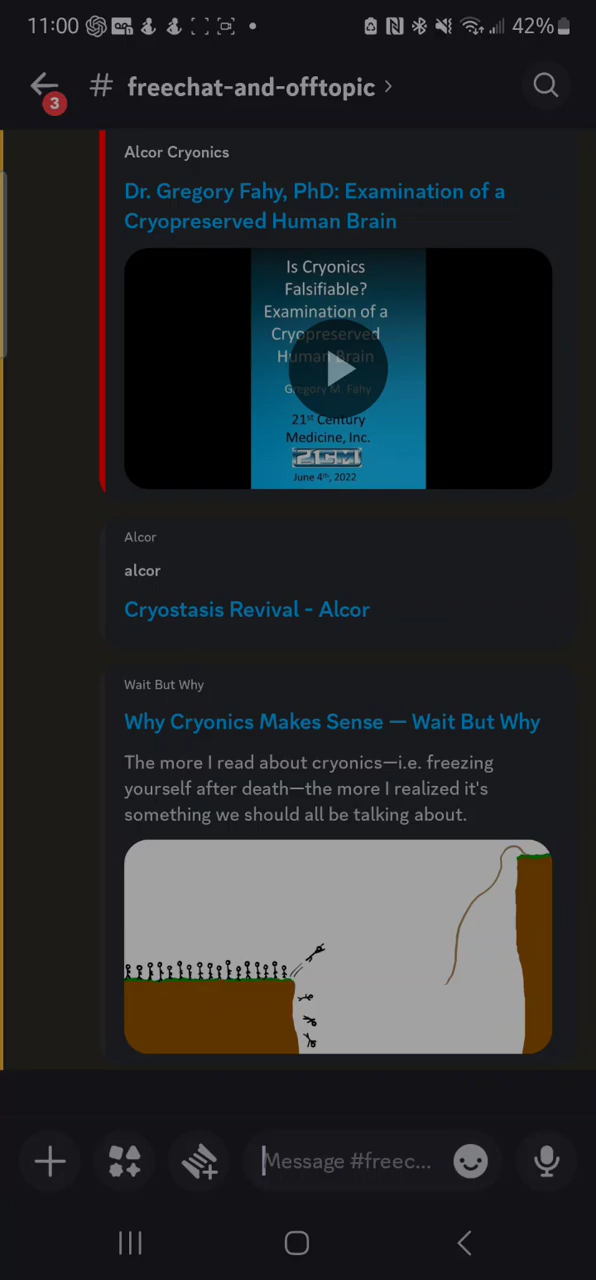 11:00
42%
3
# freechat-and-offtopic
Alcor Cryonics
Dr. Gregory Fahy, PhD: Examination of a
Cryopreserved Human Brain
Is Cryonics
Falsifiable?
Examination of a
Cryopreserved
Human Brain
Gregory M. Fahy
21st Century
Medicine, Inc.
21CM
June 4th, 2022
Alcor
alcor
Cryostasis Revival - Alcor
Wait But Why
Why Cryonics Makes Sense — Wait But Why
The more I read about cryonics—i.e. freezing
yourself after death—the more I realized it's
something we should all be talking about.
Message #freec...